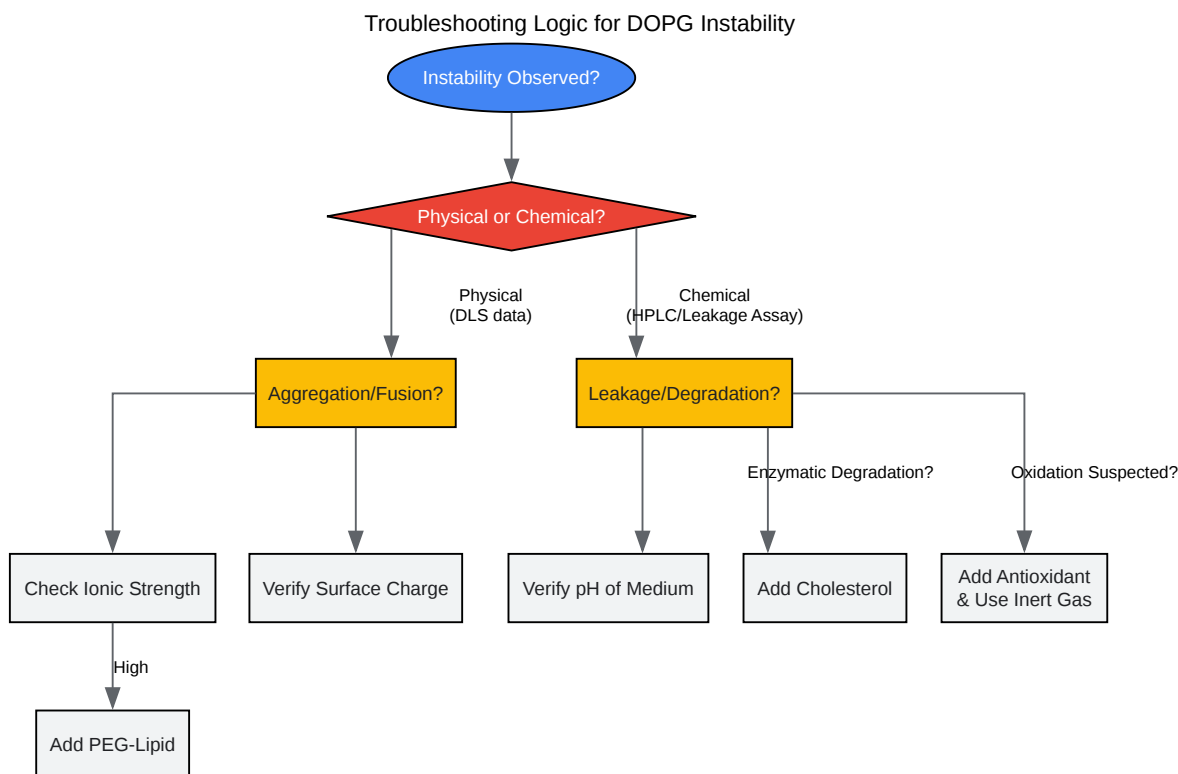 Troubleshooting Logic for DOPG Instability
Instability Observed?
Physical or Chemical?
Physical
(DLS data)
Chemical
(HPLC/Leakage Assay)
Aggregation/Fusion?
Leakage/Degradation?
Enzymatic Degradation?
Oxidation Suspected?
Check Ionic Strength
Verify Surface Charge
Verify pH of Medium
Add Cholesterol
Add Antioxidant
& Use Inert Gas
High
Add PEG-Lipid